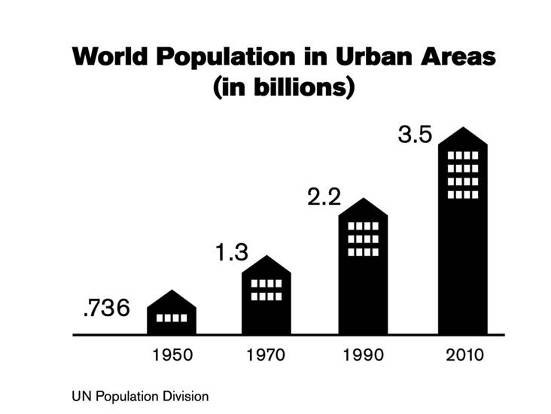 World Population in Urban Areas
(in billions)
3.5
2.2
1.3
.736
1950 1970 1990 2010
UN Population Division